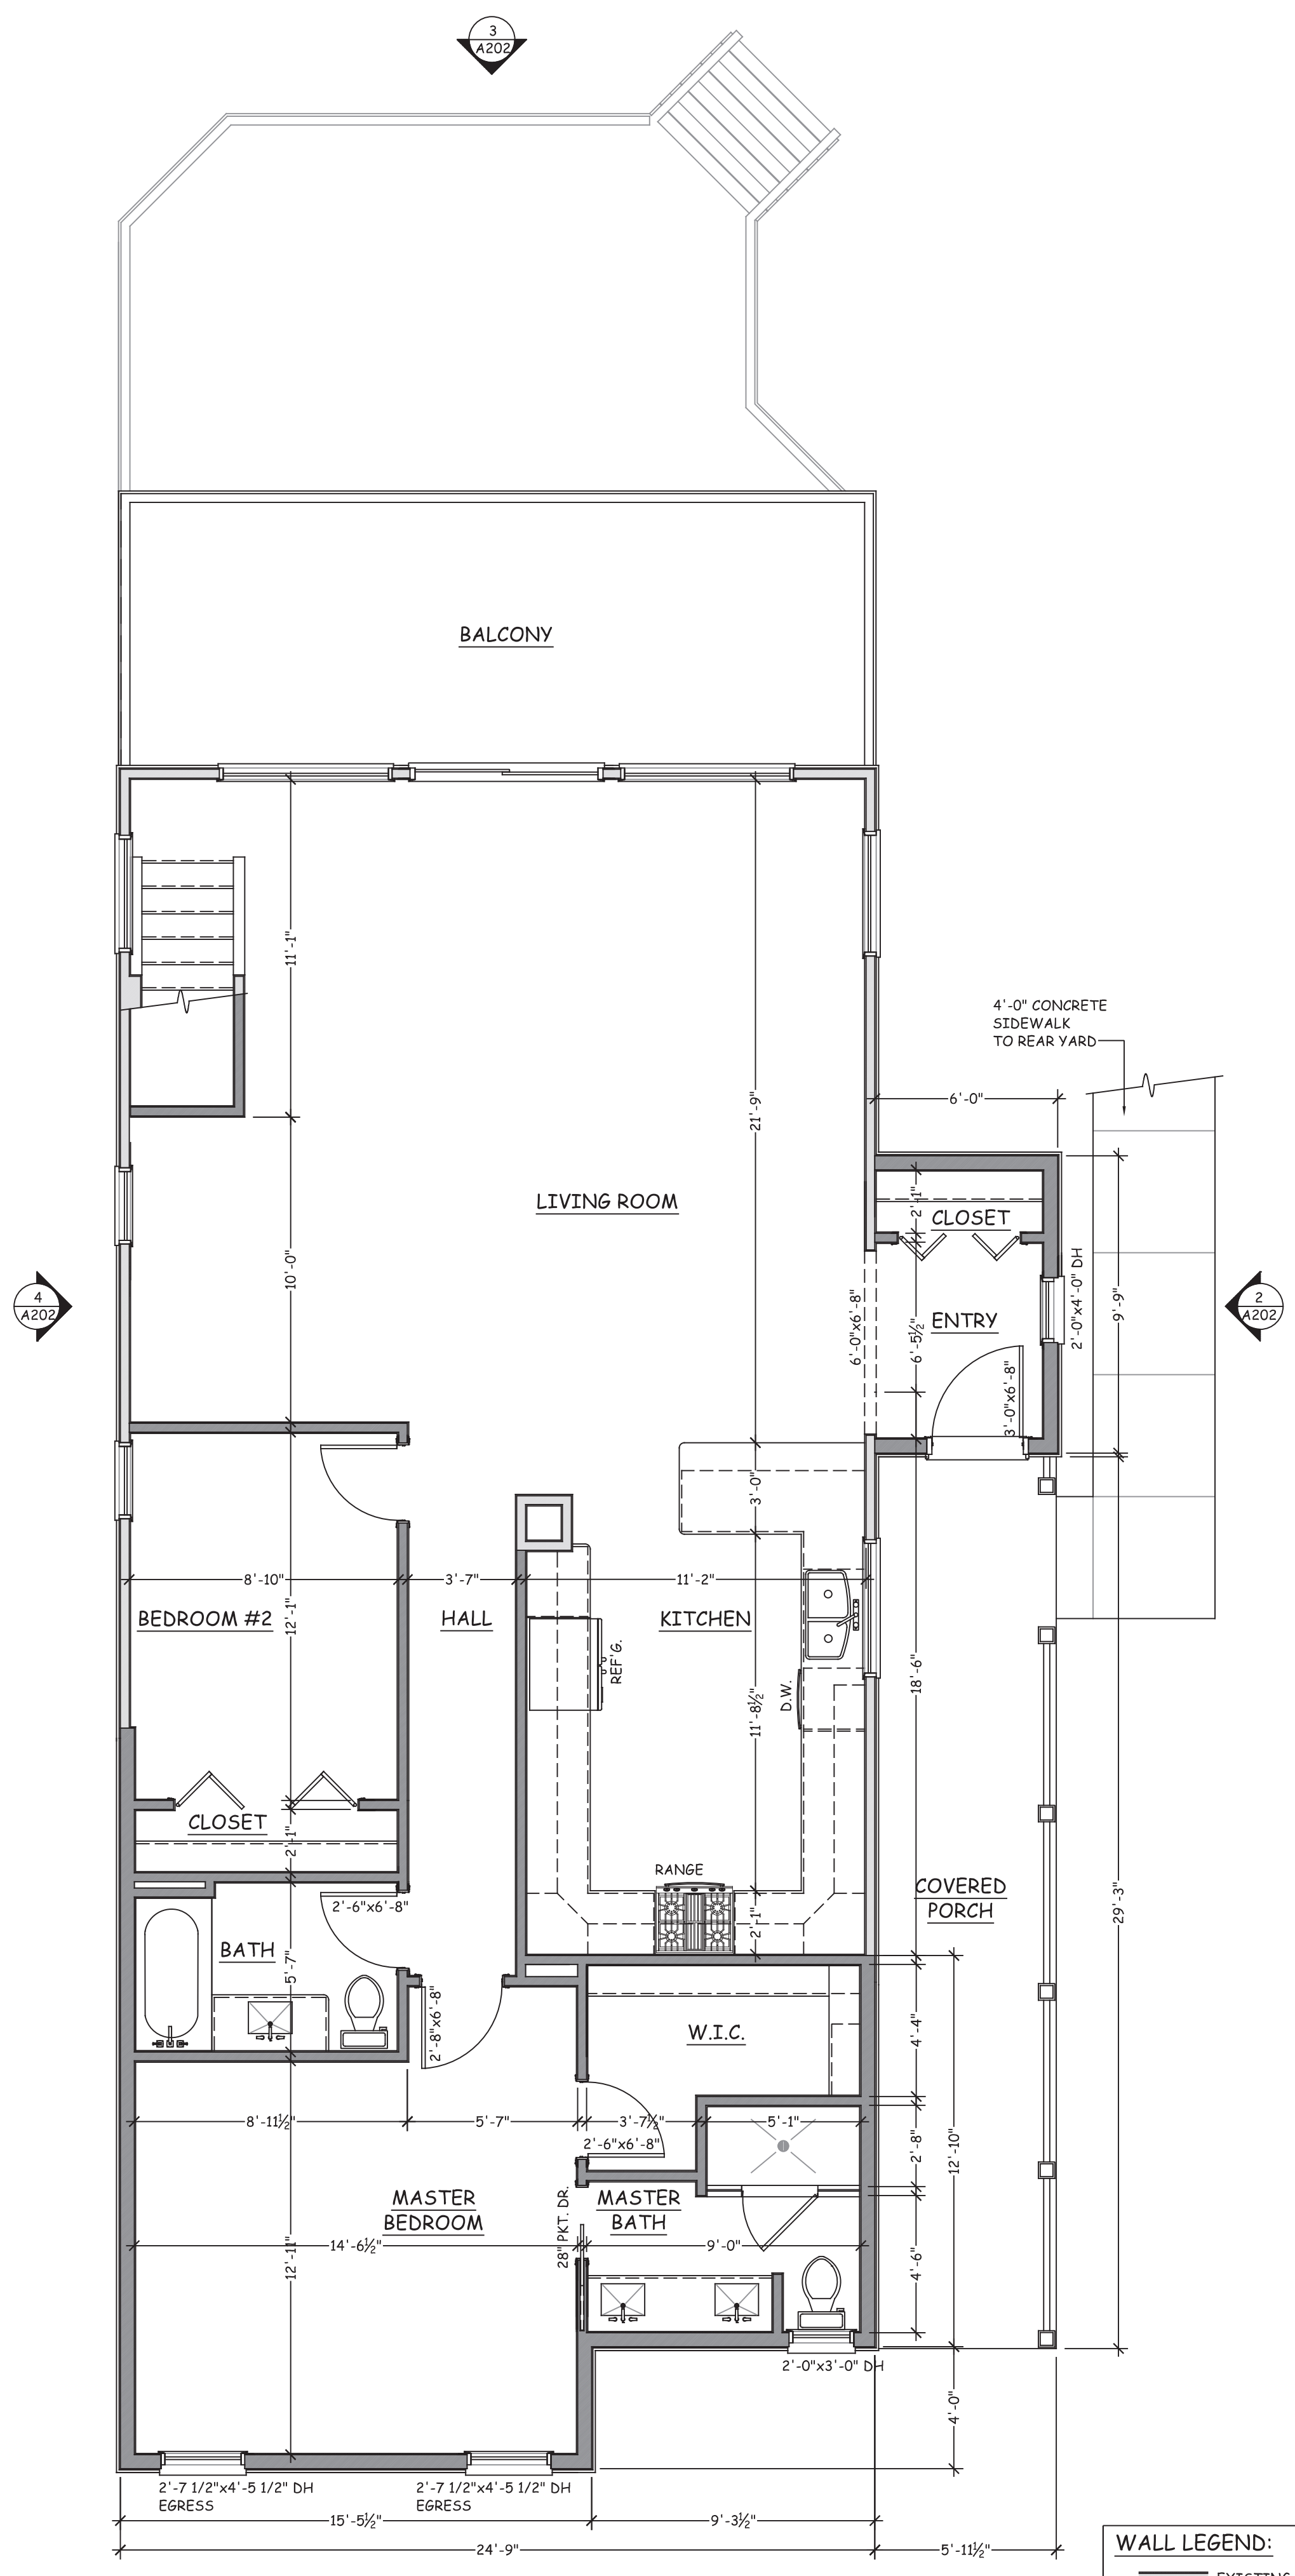 3
A202
BALCONY
11'-1"
21'-9"
4'-0" CONCRETE
SIDEWALK
TO REAR YARD
6'-0"
LIVING ROOM
2'-1"
CLOSET
10'-0"
4
A202
6'-0"x6'-8"
6'-5½"
ENTRY
2'-0"x4'-0" DH
9'-9"
2
A202
3'-0"x6'-8"
3'-0"
8'-10"
3'-7"
11'-2"
BEDROOM #2
12'-1"
HALL
KITCHEN
REF'G.
D.W.
11'-8½"
18'-6"
CLOSET
2'-1"
RANGE
2'-1"
COVERED
PORCH
29'-3"
2'-6"x6'-8"
BATH
5'-7"
2'-8"x6'-8"
W.I.C.
4'-4"
8'-11½"
5'-7"
3'-7½"
5'-1"
2'-6"x6'-8"
2'-8"
12'-10"
MASTER
BEDROOM
28" PKT. DR.
MASTER
BATH
14'-6½"
9'-0"
12'-11"
4'-6"
2'-0"x3'-0" DH
4'-0"
2'-7 1/2"x4'-5 1/2" DH
EGRESS
2'-7 1/2"x4'-5 1/2" DH
EGRESS
15'-5½"
9'-3½"
24'-9"
5'-11½"
WALL LEGEND: